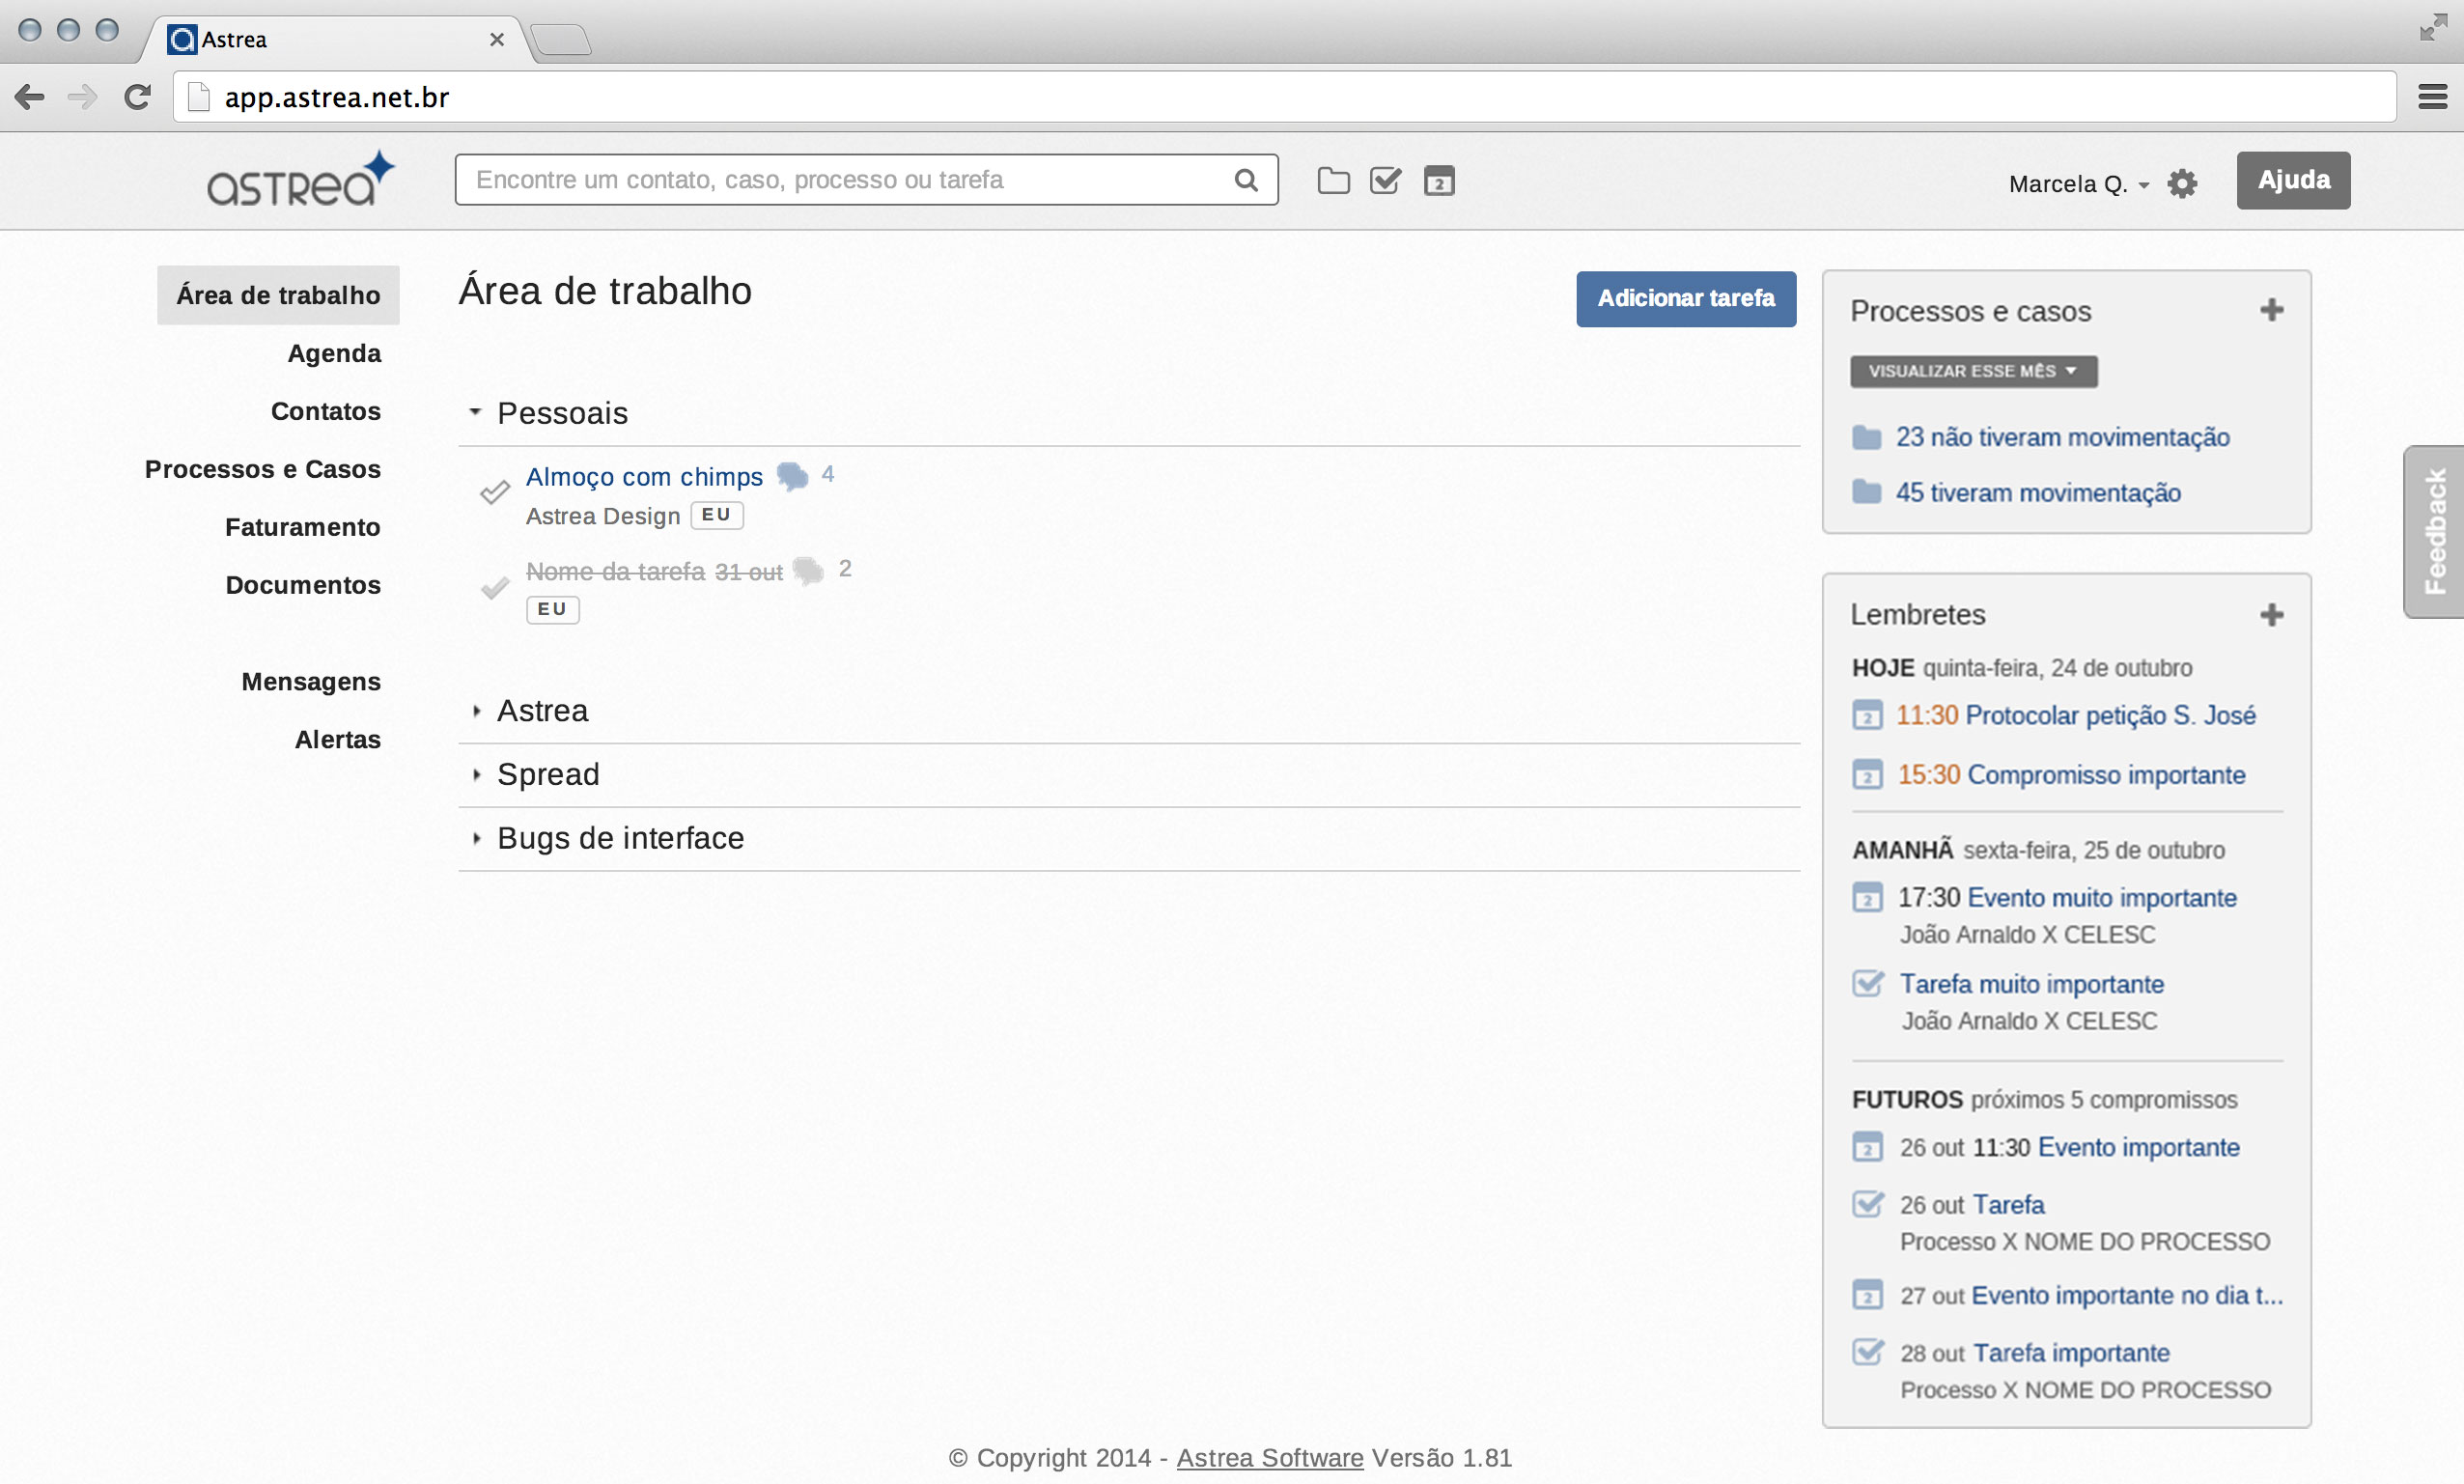 Astrea
app.astrea.net.br
astrea
Encontre um contato, caso, processo ou tarefa
2
Marcela Q.
Ajuda
Área de trabalho
Agenda
Contatos
Processos e Casos
Faturamento
Documentos
Mensagens
Alertas
Área de trabalho
Adicionar tarefa
Pessoais
Almoço com chimps 4
Astrea Design EU
Nome da tarefa 31 out 2
EU
Astrea
Spread
Bugs de interface
Processos e casos
VISUALIZAR ESSE MÊS
23 não tiveram movimentação
45 tiveram movimentação
Lembretes
HOJE quinta-feira, 24 de outubro
2 11:30 Protocolar petição S. José
2 15:30 Compromisso importante
AMANHÃ sexta-feira, 25 de outubro
2 17:30 Evento muito importante
João Arnaldo X CELESC
Tarefa muito importante
João Arnaldo X CELESC
FUTUROS próximos 5 compromissos
2 26 out 11:30 Evento importante
26 out Tarefa
Processo X NOME DO PROCESSO
2 27 out Evento importante no dia t...
28 out Tarefa importante
Processo X NOME DO PROCESSO
Feedback
© Copyright 2014 - Astrea Software Versão 1.81